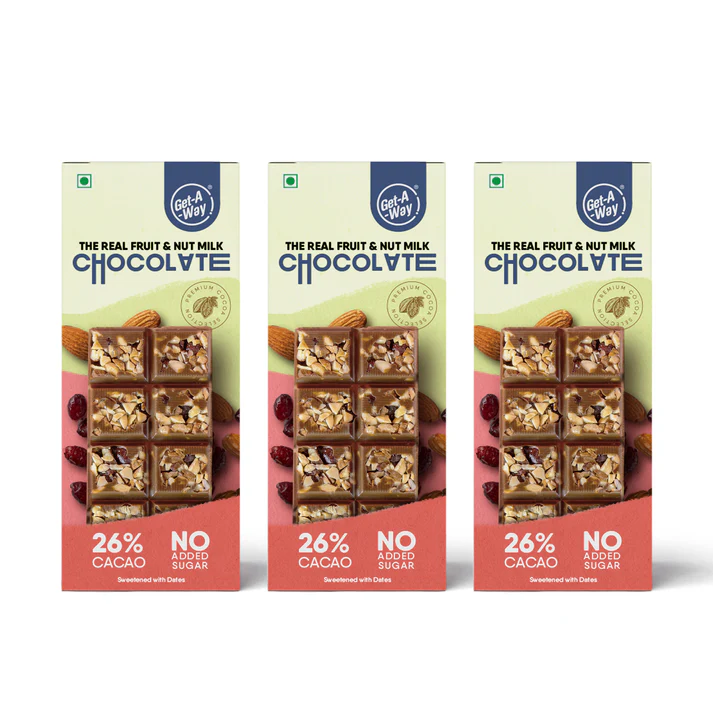 Get-A
-Way®
THE REAL FRUIT & NUT MILK
CHOCOLATE
PREMIUM COCOA SELECTION
26%
CACAO
NO
ADDED
SUGAR
Sweetened with Dates
Get-A
-Way®
THE REAL FRUIT & NUT MILK
CHOCOLATE
PREMIUM COCOA SELECTION
26%
CACAO
NO
ADDED
SUGAR
Sweetened with Dates
Get-A
-Way®
THE REAL FRUIT & NUT MILK
CHOCOLATE
PREMIUM COCOA SELECTION
26%
CACAO
NO
ADDED
SUGAR
Sweetened with Dates